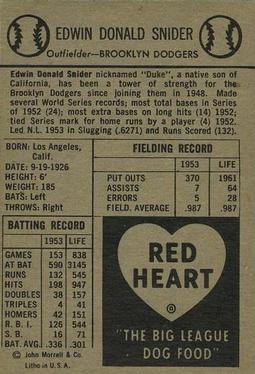 EDWIN DONALD SNIDER
Outfielder—BROOKLYN DODGERS
Edwin Donald Snider nicknamed "Duke", a native son of
California, has been a tower of strength for the
Brooklyn Dodgers since joining them in 1948. Made
several World Series records; most total bases in Series
of 1952 (24); most extra bases on long hits (14) 1952;
tied Series mark for home runs by a player (4) 1952.
Led N.L. 1953 in Slugging (.6271) and Runs Scored (132).
BORN: Los Angeles,
Calif.
DATE: 9-19-1926
HEIGHT: 6'
WEIGHT: 185
BATS: Left
THROWS: Right
FIELDING RECORD
1953 LIFE
PUT OUTS 370 1961
ASSISTS 7 64
ERRORS 5 28
FIELD. AVERAGE .987 .987
BATTING RECORD
1953 LIFE
GAMES 153 838
AT BAT 590 3145
RUNS 132 545
HITS 198 947
DOUBLES 38 157
TRIPLES 4 41
HOMERS 42 151
R. B. I. 126 544
S. B. 16 71
BAT. AVG. .336 .301
© John Morrell & Co.
Litho in U. S. A.
RED
HEART
"THE BIG LEAGUE
DOG FOOD"